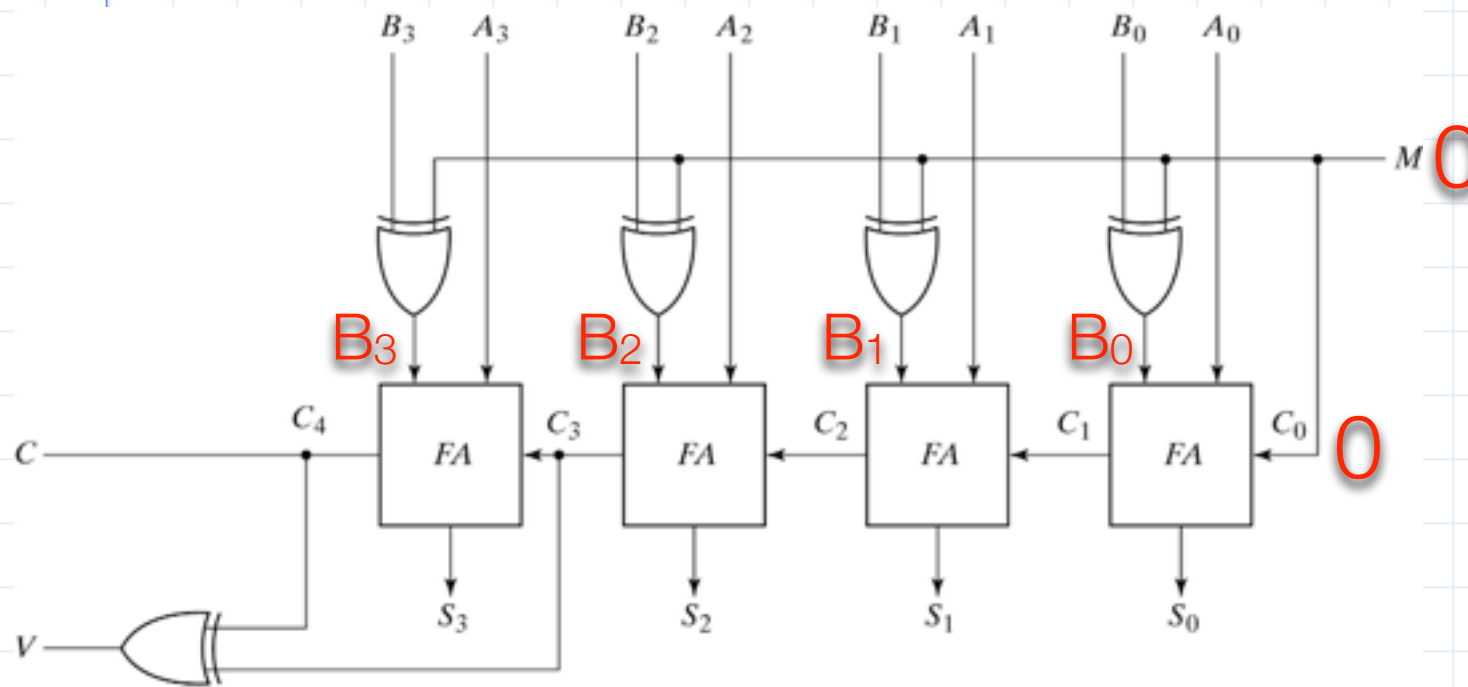 B₃ A₃ B₂ A₂ B₁ A₁ B₀ A₀
M 0
B₃ B₂ B₁ B₀
C₄ C₃ C₂ C₁ C₀
C FA FA FA FA 0
S₃ S₂ S₁ S₀
V